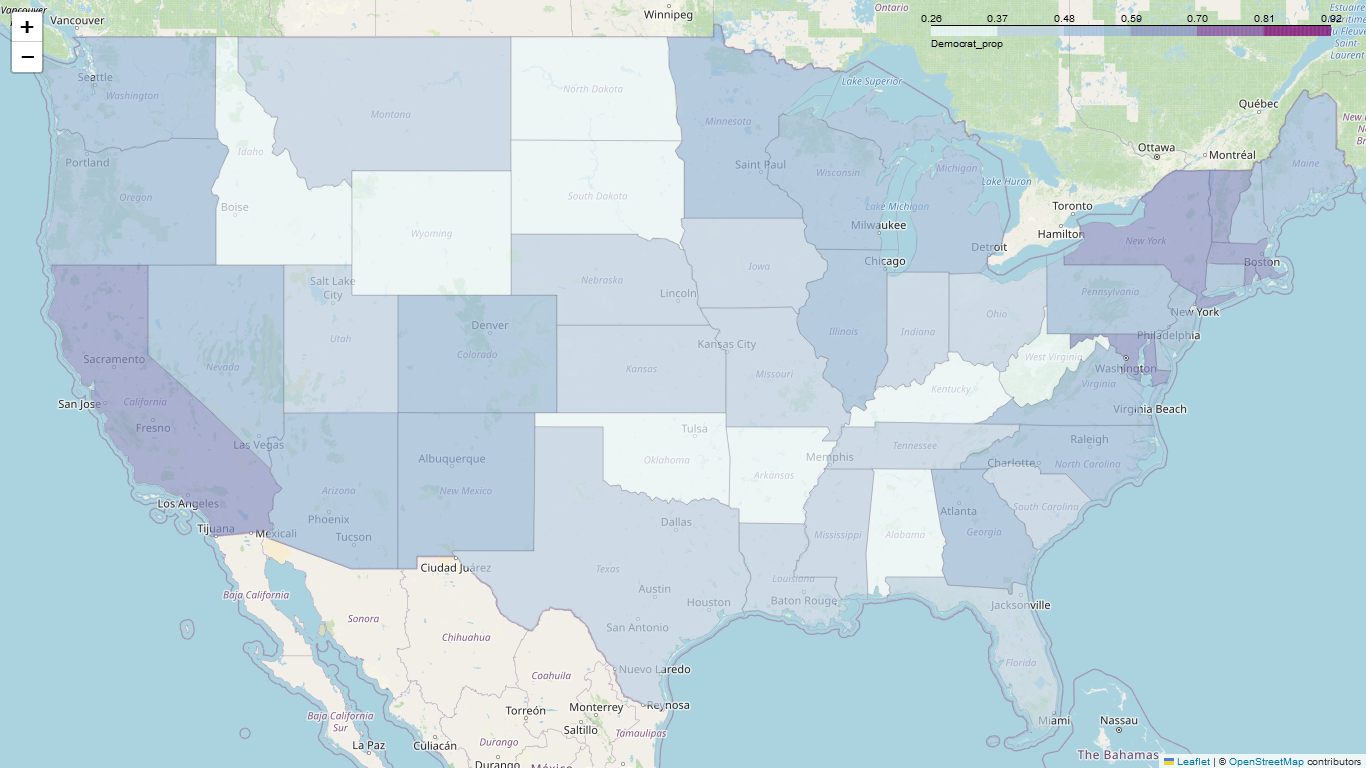 +
−
0.26 0.37 0.48 0.59 0.70 0.81 0.92
Democrat_prop
Vancouver
Vancouver
Winnipeg
Ontario
Seattle
Washington
Montana
North Dakota
Minnesota
Lake Superior
Québec
Ottawa
Montréal
Portland
Oregon
Idaho
Boise
Wyoming
South Dakota
Saint Paul
Wisconsin
Michigan
Lake Huron
Maine
Lake Michigan
Milwaukee
Toronto
Hamilton
New York
Detroit
Chicago
Boston
Salt Lake
City
Nebraska
Lincoln
Iowa
Pennsylvania
New York
Ohio
Philadelphia
Sacramento
Nevada
Utah
Denver
Colorado
Kansas
Kansas City
Missouri
Illinois
Indiana
West Virginia
Washington
Virginia
Kentucky
San Jose
California
Fresno
Las Vegas
Virginia Beach
Tulsa
Oklahoma
Arkansas
Memphis
Tennessee
Raleigh
North Carolina
Charlotte
Albuquerque
New Mexico
Arizona
Phoenix
Tucson
Los Angeles
Tijuana
Mexicali
South Carolina
Atlanta
Georgia
Alabama
Mississippi
Dallas
Texas
Louisiana
Baton Rouge
Austin
Houston
San Antonio
Jacksonville
Ciudad Juárez
Baja California
Sonora
Chihuahua
Coahuila
Nuevo Laredo
Florida
Reynosa
Monterrey
Saltillo
Torreón
Tamaulipas
Durango
Durango
Culiacán
Baja California
Sur
La Paz
México
Miami
Nassau
The Bahamas
Leaflet | © OpenStreetMap contributors